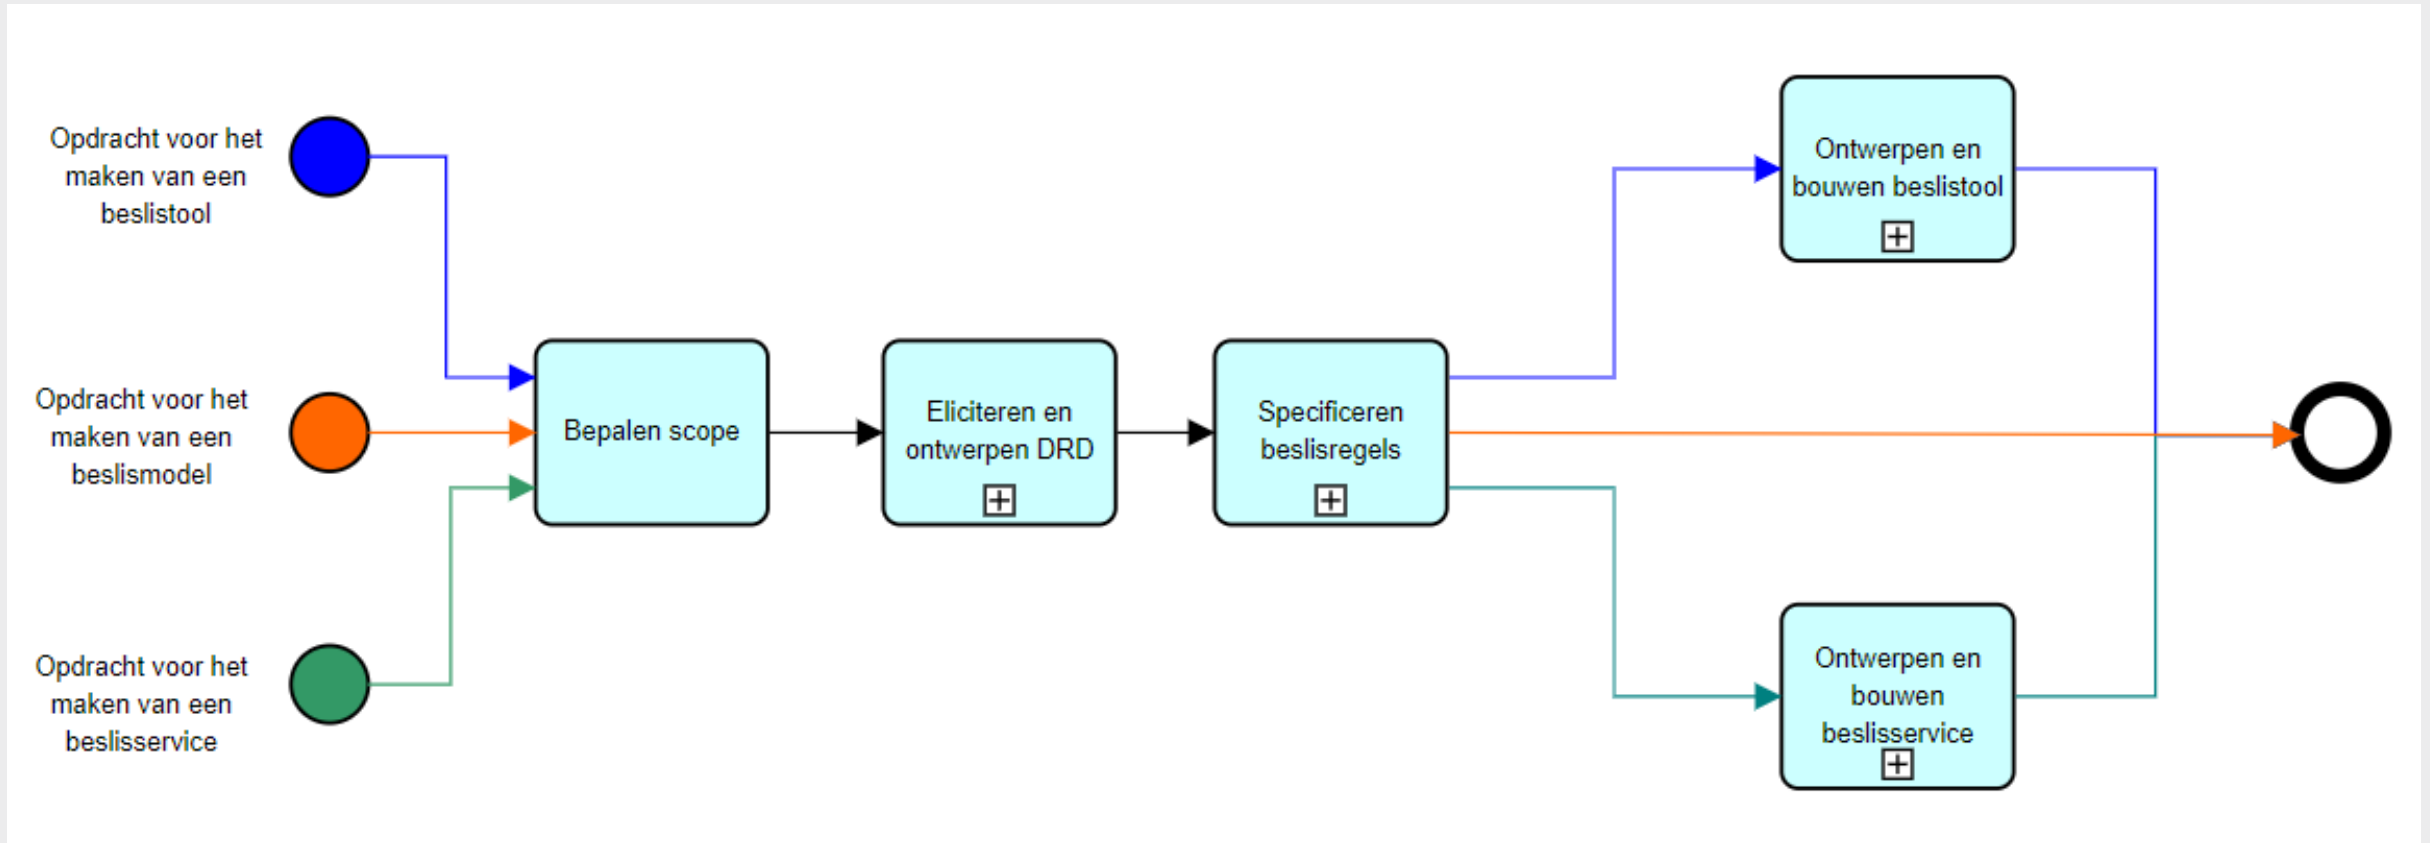 Opdracht voor het
maken van een
beslistool
Opdracht voor het
maken van een
beslismodel
Opdracht voor het
maken van een
beslisservice
Bepalen scope
Eliciteren en
ontwerpen DRD
Specificeren
beslisregels
Ontwerpen en
bouwen beslistool
Ontwerpen en
bouwen
beslisservice